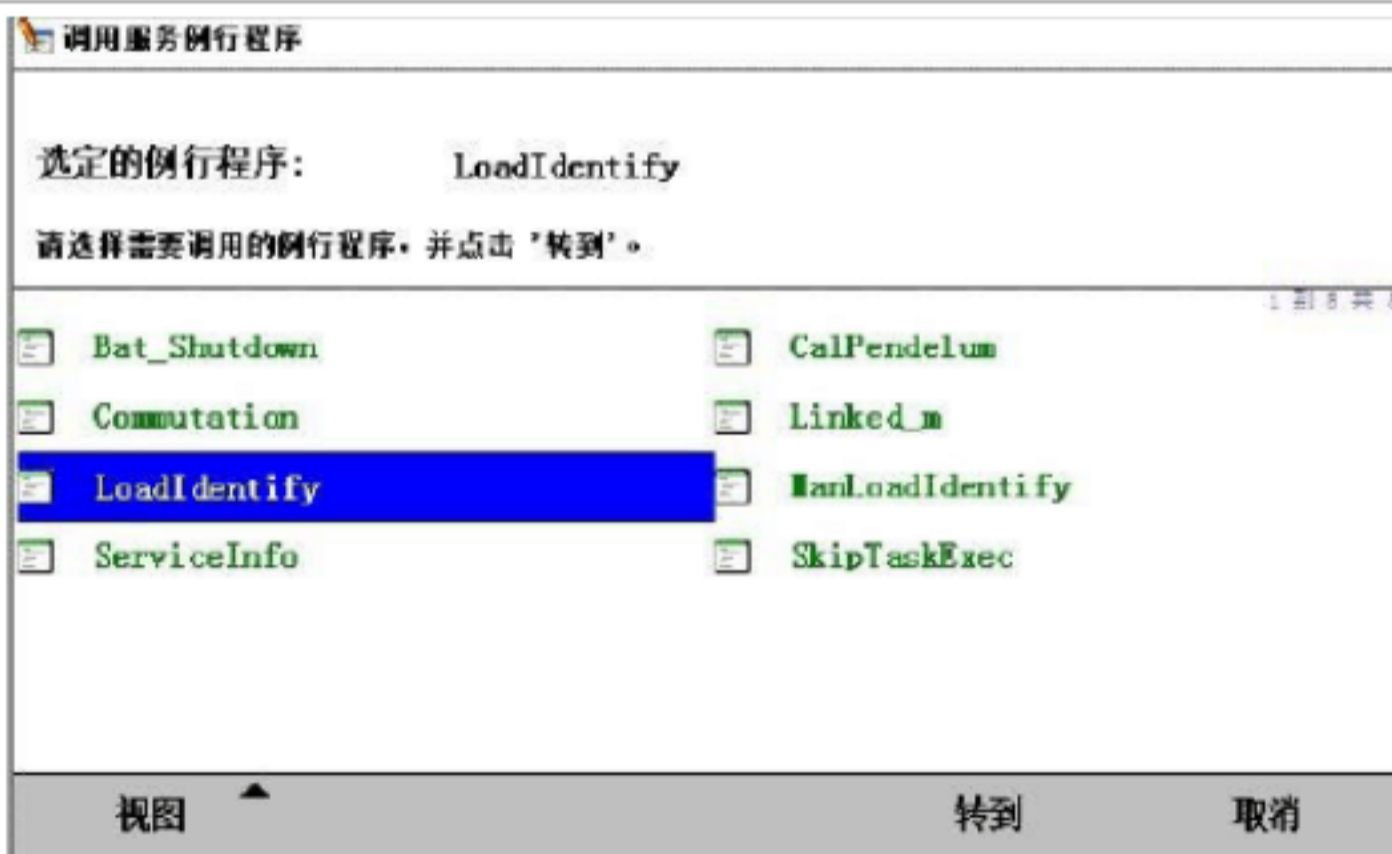 调用服务例行程序
选定的例行程序: LoadIdentify
请选择需要调用的例行程序，并点击 '转到'。
Bat_Shutdown CalPendelum
Commutation Linked_m
LoadIdentify ManLoadIdentify
ServiceInfo SkipTaskExec
视图 转到 取消